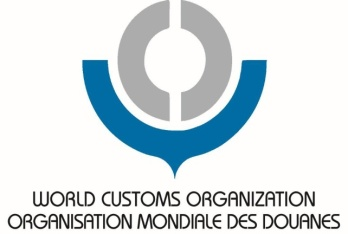 WORLD CUSTOMS ORGANIZATION
ORGANISATION MONDIALE DES DOUANES